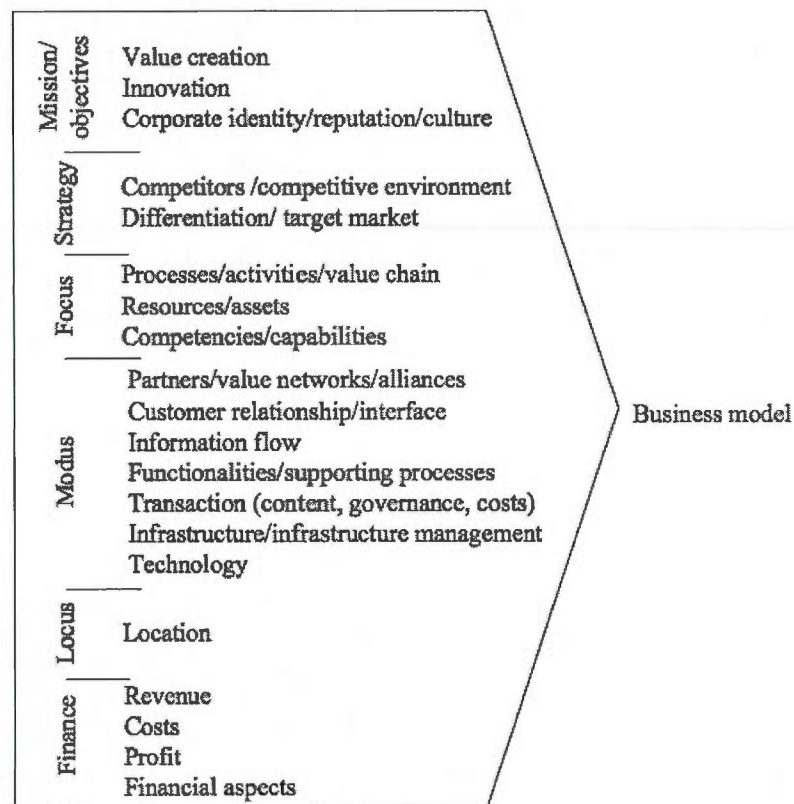 Mission/
objectives
Value creation
Innovation
Corporate identity/reputation/culture
Strategy
Competitors /competitive environment
Differentiation/ target market
Focus
Processes/activities/value chain
Resources/assets
Competencies/capabilities
Modus
Partners/value networks/alliances
Customer relationship/interface
Information flow
Functionalities/supporting processes
Transaction (content, governance, costs)
Infrastructure/infrastructure management
Technology
Business model
Locus
Location
Finance
Revenue
Costs
Profit
Financial aspects